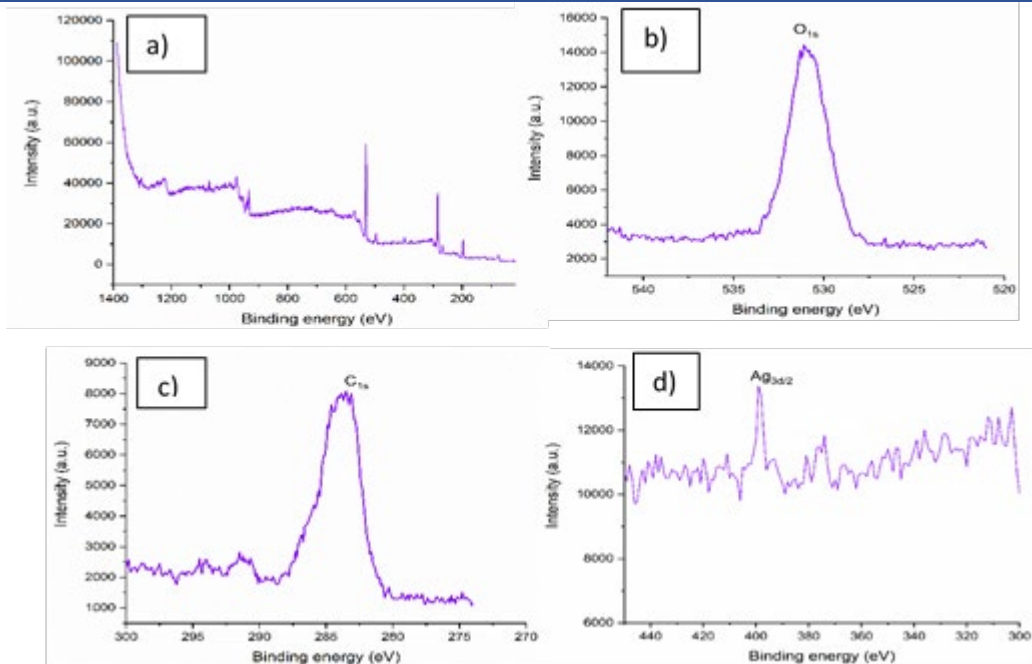 a)
120000
100000
80000
60000
40000
20000
0
Intensity (a.u.)
1400 1200 1000 800 600 400 200
Binding energy (eV)
b)
O1s
16000
14000
12000
10000
8000
6000
4000
2000
Intensity (a.u.)
540 535 530 525 520
Binding energy (eV)
c)
C1s
9000
8000
7000
6000
5000
4000
3000
2000
1000
Intensity (a.u.)
300 295 290 285 280 275 270
Binding energy (eV)
d)
Ag3d/2
14000
12000
10000
8000
6000
Intensity (a.u.)
440 420 400 380 360 340 320 300
Binding energy (eV)